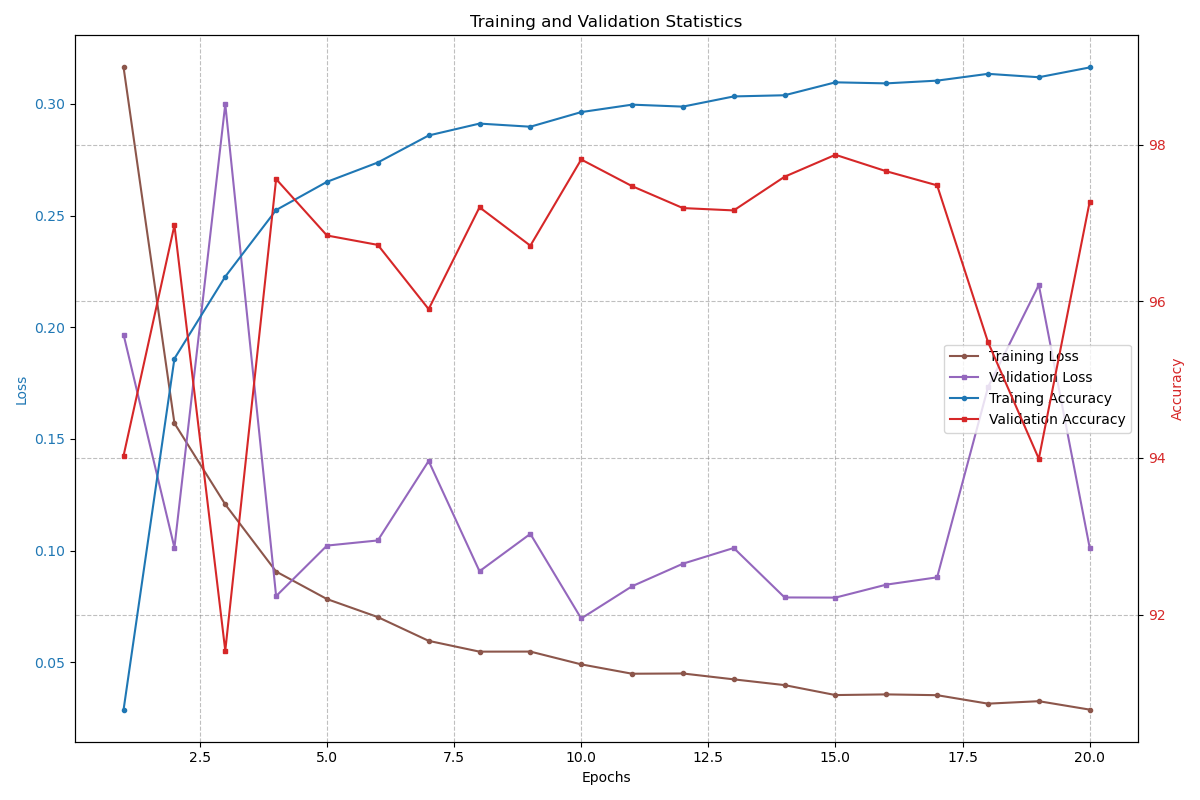 Training and Validation Statistics
0.30
0.25
0.20
0.15
0.10
0.05
Loss
98
96
94
92
Accuracy
Training Loss
Validation Loss
Training Accuracy
Validation Accuracy
2.5 5.0 7.5 10.0 12.5 15.0 17.5 20.0
Epochs